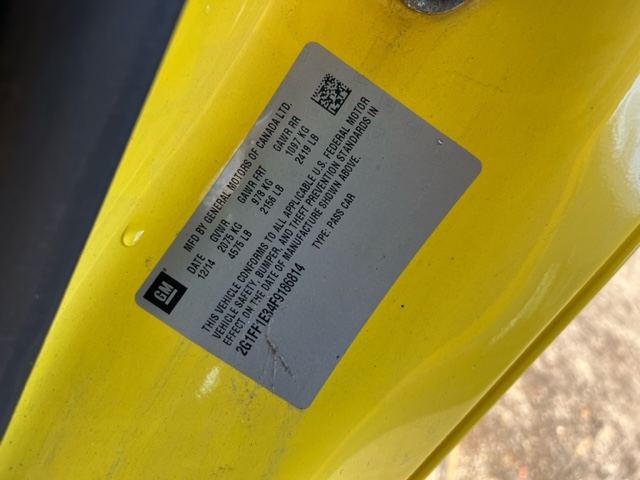 MFD BY GENERAL MOTORS OF CANADA LTD.
DATE GVWR GAWR FRT GAWR RR
12/14 2075 KG 978 KG 1097 KG
4575 LB 2156 LB 2419 LB
GM
THIS VEHICLE CONFORMS TO ALL APPLICABLE U.S. FEDERAL MOTOR
VEHICLE SAFETY, BUMPER, AND THEFT PREVENTION STANDARDS IN
EFFECT ON THE DATE OF MANUFACTURE SHOWN ABOVE.
2G1FF1E34F9186814 TYPE: PASS CAR